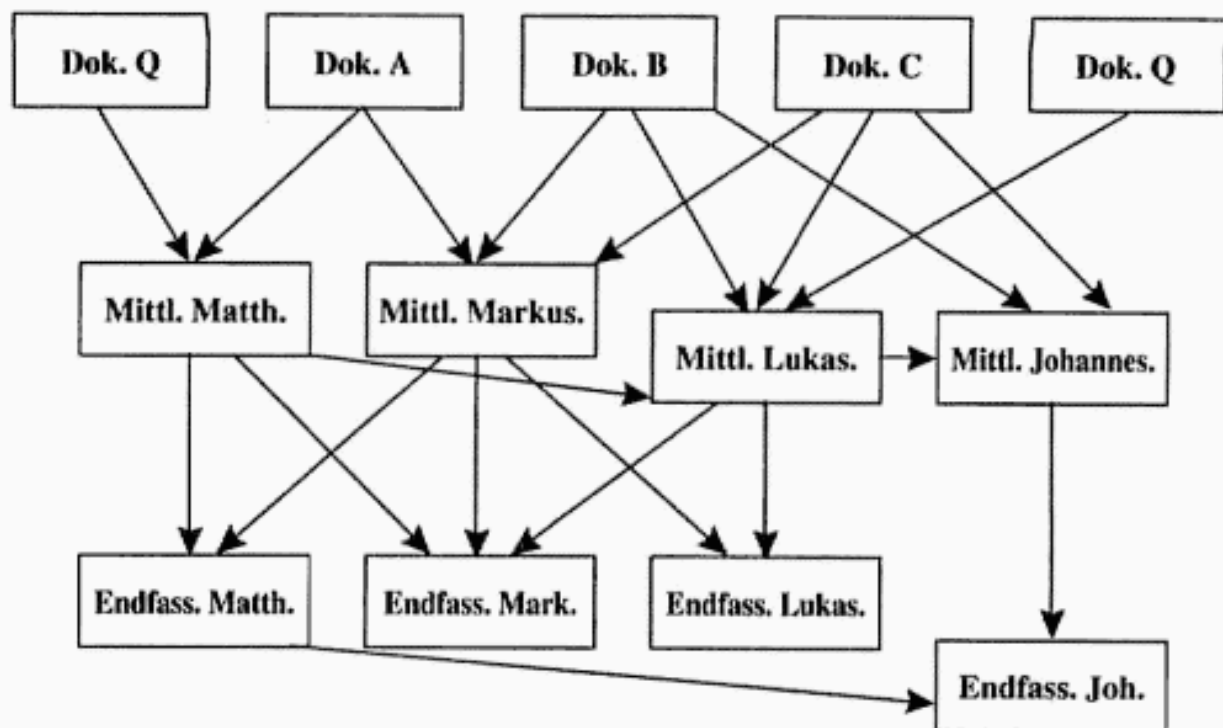 Dok. Q
Dok. A
Dok. B
Dok. C
Dok. Q
Mittl. Matth.
Mittl. Markus.
Mittl. Lukas.
Mittl. Johannes.
Endfass. Matth.
Endfass. Mark.
Endfass. Lukas.
Endfass. Joh.